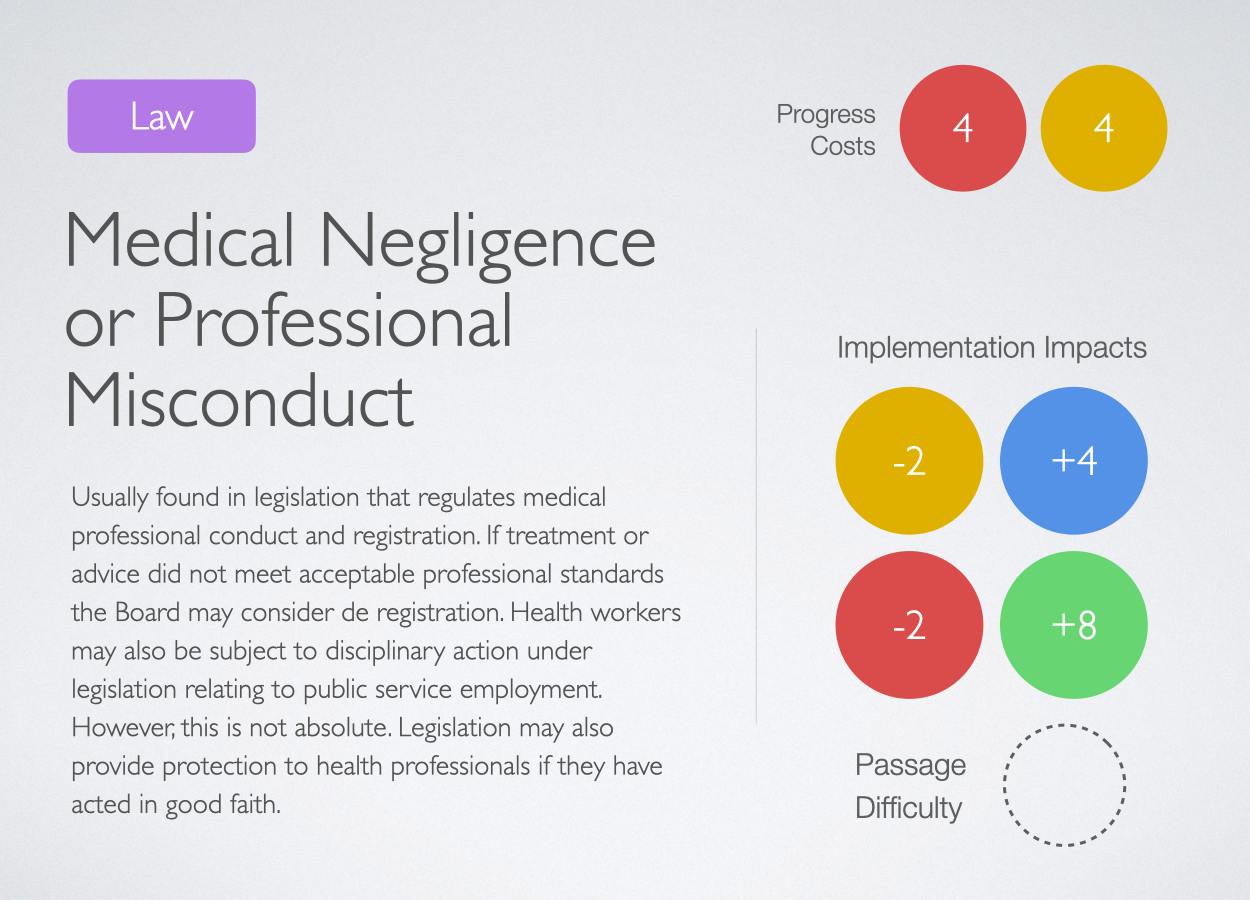 Law
Progress
Costs
4
4
Medical Negligence
or Professional
Misconduct
Usually found in legislation that regulates medical
professional conduct and registration. If treatment or
advice did not meet acceptable professional standards
the Board may consider de registration. Health workers
may also be subject to disciplinary action under
legislation relating to public service employment.
However, this is not absolute. Legislation may also
provide protection to health professionals if they have
acted in good faith.
Implementation Impacts
-2
+4
-2
+8
Passage
Difficulty